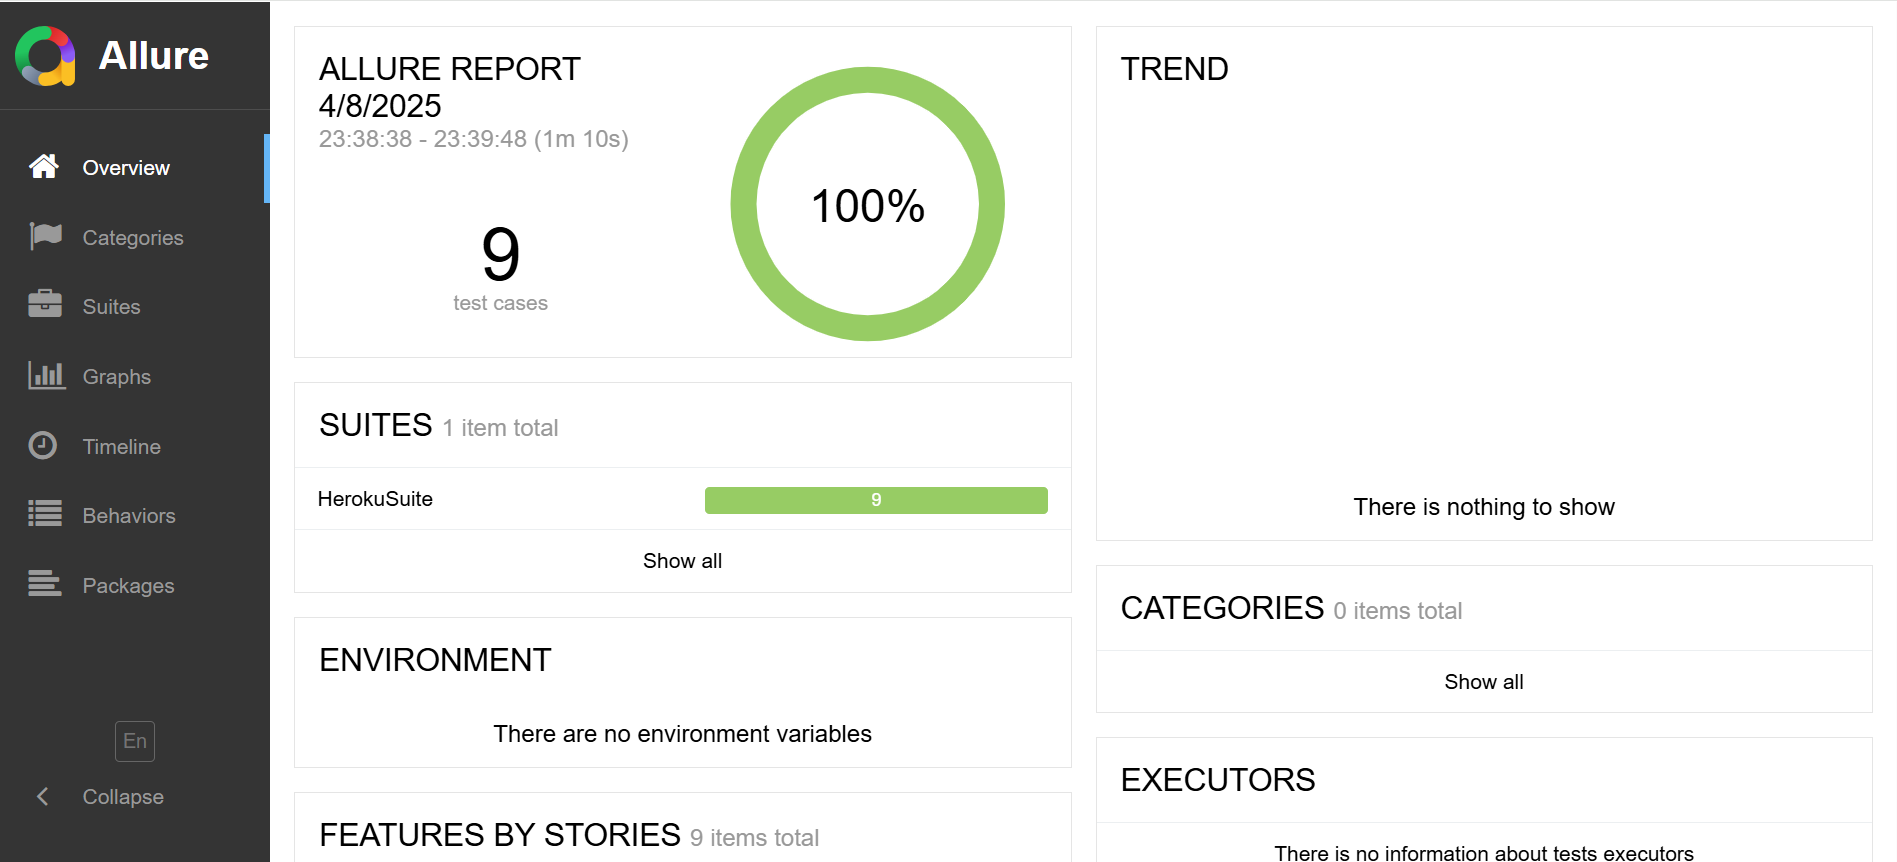 Allure
Overview
Categories
Suites
Graphs
Timeline
Behaviors
Packages
En
Collapse
ALLURE REPORT
4/8/2025
23:38:38 - 23:39:48 (1m 10s)
9
test cases
100%
SUITES 1 item total
HerokuSuite 9
Show all
ENVIRONMENT
There are no environment variables
FEATURES BY STORIES 9 items total
TREND
There is nothing to show
CATEGORIES 0 items total
Show all
EXECUTORS
There is no information about tests executors